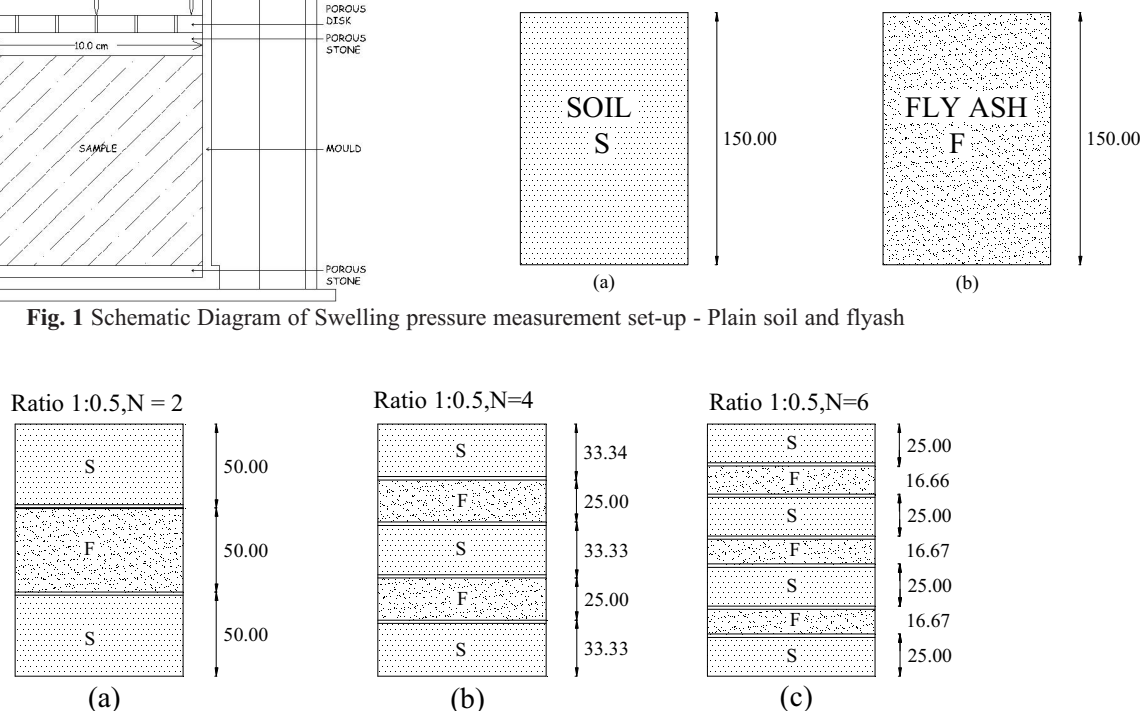 POROUS
DISK
POROUS
STONE
10.0 cm
SAMPLE
MOULD
POROUS
STONE
SOIL
S
150.00
(a)
FLY ASH
F
150.00
(b)
Fig. 1 Schematic Diagram of Swelling pressure measurement set-up - Plain soil and flyash
Ratio 1:0.5,N = 2
S
50.00
F
50.00
S
50.00
(a)
Ratio 1:0.5,N=4
S
33.34
F
25.00
S
33.33
F
25.00
S
33.33
(b)
Ratio 1:0.5,N=6
S
25.00
F
16.66
S
25.00
F
16.67
S
25.00
F
16.67
S
25.00
(c)